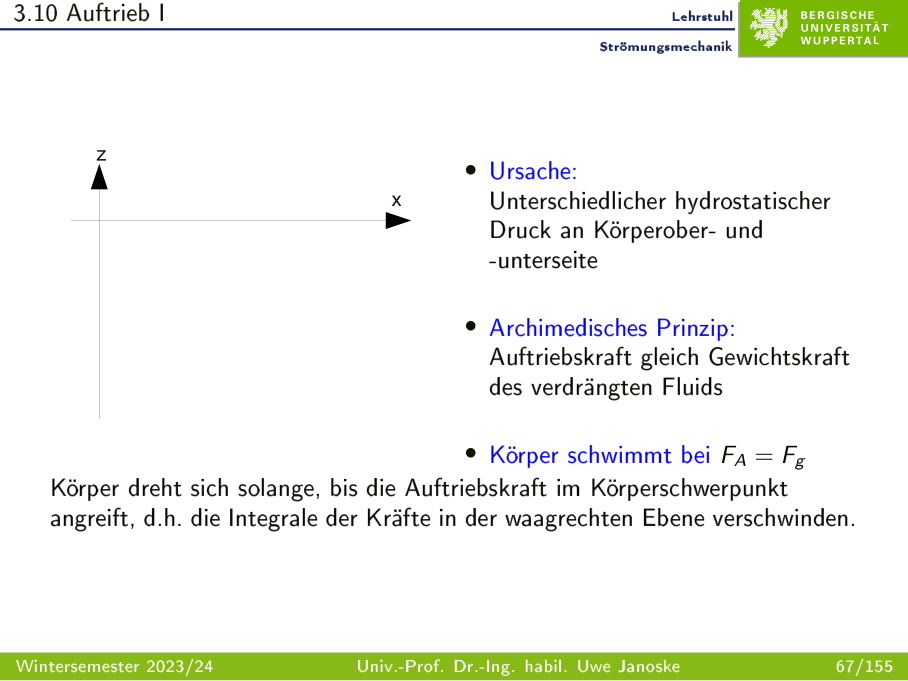 3.10 Auftrieb I
Lehrstuhl
Strömungsmechanik
BERGISCHE
UNIVERSITÄT
WUPPERTAL
z
x
• Ursache:
Unterschiedlicher hydrostatischer
Druck an Körperober- und
-unterseite
• Archimedisches Prinzip:
Auftriebskraft gleich Gewichtskraft
des verdrängten Fluids
• Körper schwimmt bei F_A = F_g
Körper dreht sich solange, bis die Auftriebskraft im Körperschwerpunkt
angreift, d.h. die Integrale der Kräfte in der waagrechten Ebene verschwinden.
Wintersemester 2023/24
Univ.-Prof. Dr.-Ing. habil. Uwe Janoske
67/155